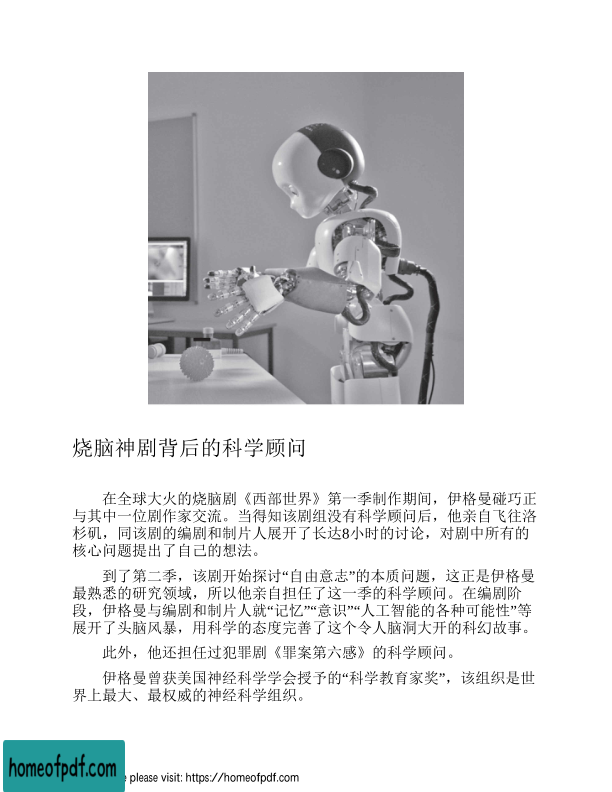 烧脑神剧背后的科学顾问
在全球大火的烧脑剧《西部世界》第一季制作期间，伊格曼碰巧正
与其中一位剧作家交流。当得知该剧组没有科学顾问后，他亲自飞往洛
杉矶，同该剧的编剧和制片人展开了长达8小时的讨论，对剧中所有的
核心问题提出了自己的想法。
到了第二季，该剧开始探讨“自由意志”的本质问题，这正是伊格曼
最熟悉的研究领域，所以他亲自担任了这一季的科学顾问。在编剧阶
段，伊格曼与编剧和制片人就“记忆”“意识”“人工智能的各种可能性”等
展开了头脑风暴，用科学的态度完善了这个令人脑洞大开的科幻故事。
此外，他还担任过犯罪剧《罪案第六感》的科学顾问。
伊格曼曾获美国神经科学学会授予的“科学教育家奖”，该组织是世
界上最大、最权威的神经科学组织。
homeofpdf.com
e please visit: https://homeofpdf.com